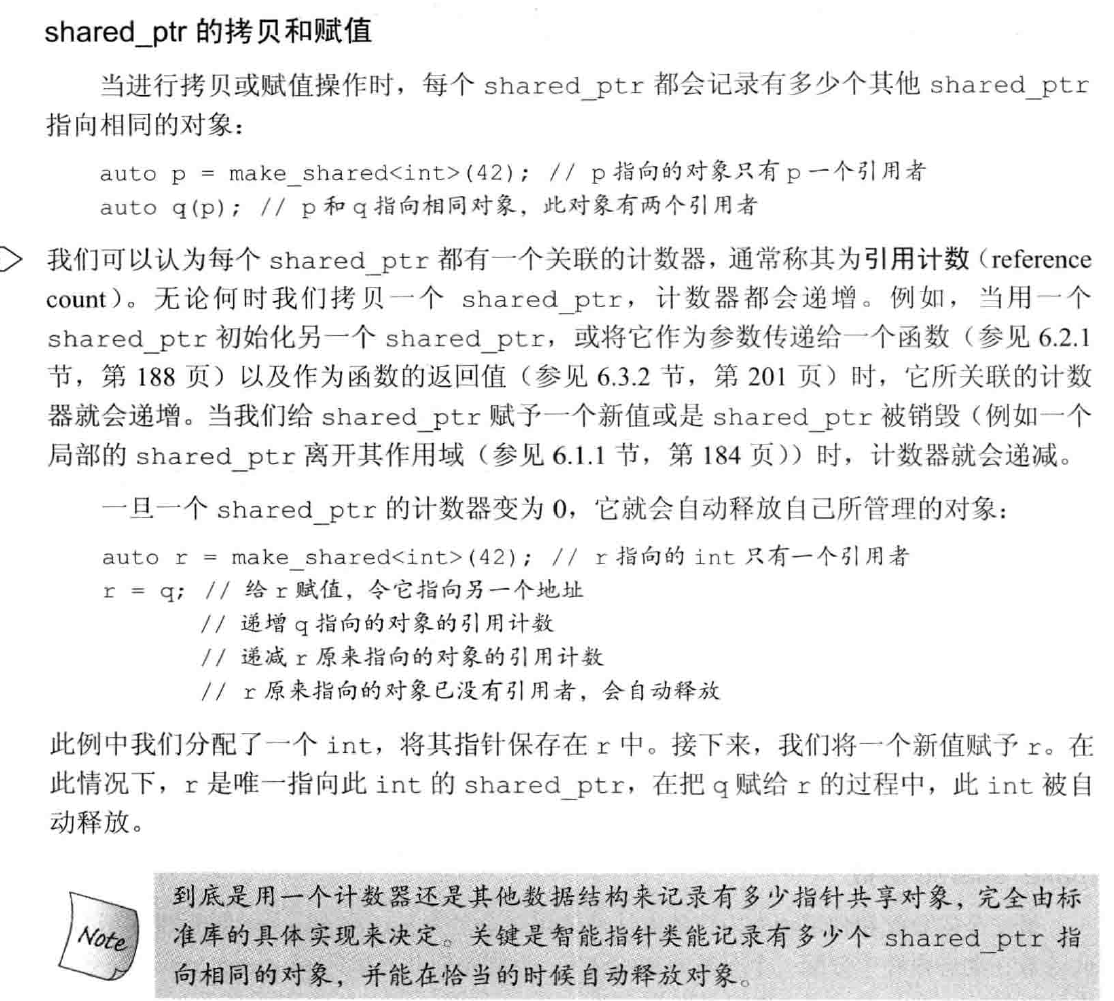 shared_ptr 的拷贝和赋值
当进行拷贝或赋值操作时，每个 shared_ptr 都会记录有多少个其他 shared_ptr
指向相同的对象：
auto p = make_shared<int>(42); // p 指向的对象只有 p 一个引用者
auto q(p); // p 和 q 指向相同对象，此对象有两个引用者
我们可以认为每个 shared_ptr 都有一个关联的计数器，通常称其为引用计数（reference
count）。无论何时我们拷贝一个 shared_ptr，计数器都会递增。例如，当用一个
shared_ptr 初始化另一个 shared_ptr，或将它作为参数传递给一个函数（参见 6.2.1
节，第 188 页）以及作为函数的返回值（参见 6.3.2 节，第 201 页）时，它所关联的计数
器就会递增。当我们给 shared_ptr 赋予一个新值或是 shared_ptr 被销毁（例如一个
局部的 shared_ptr 离开其作用域（参见 6.1.1 节，第 184 页））时，计数器就会递减。
一旦一个 shared_ptr 的计数器变为 0，它就会自动释放自己所管理的对象：
auto r = make_shared<int>(42); // r 指向的 int 只有一个引用者
r = q; // 给 r 赋值，令它指向另一个地址
// 递增 q 指向的对象的引用计数
// 递减 r 原来指向的对象的引用计数
// r 原来指向的对象已没有引用者，会自动释放
此例中我们分配了一个 int，将其指针保存在 r 中。接下来，我们将一个新值赋予 r。在
此情况下，r 是唯一指向此 int 的 shared_ptr，在把 q 赋给 r 的过程中，此 int 被自
动释放。
Note
到底是用一个计数器还是其他数据结构来记录有多少指针共享对象，完全由标
准库的具体实现来决定。关键是智能指针类能记录有多少个 shared_ptr 指
向相同的对象，并能在恰当的时候自动释放对象。